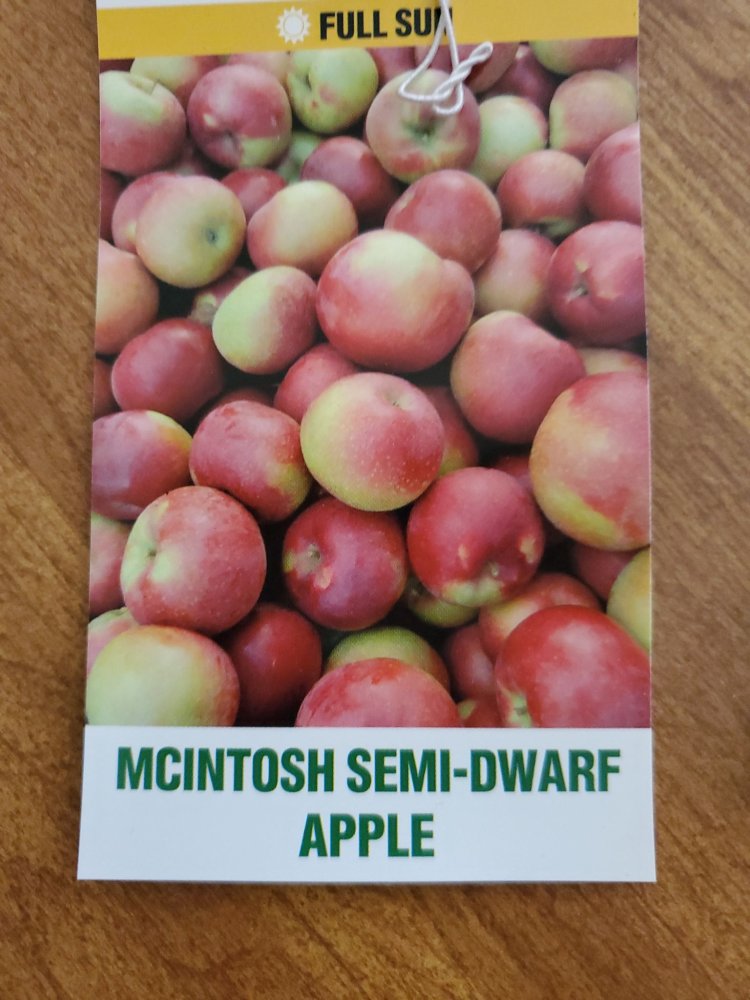 FULL SUN
MCINTOSH SEMI-DWARF
APPLE